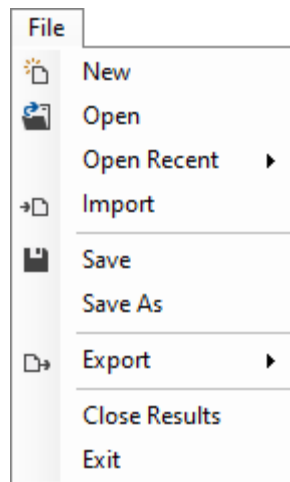 File
New
Open
Open Recent
Import
Save
Save As
Export
Close Results
Exit